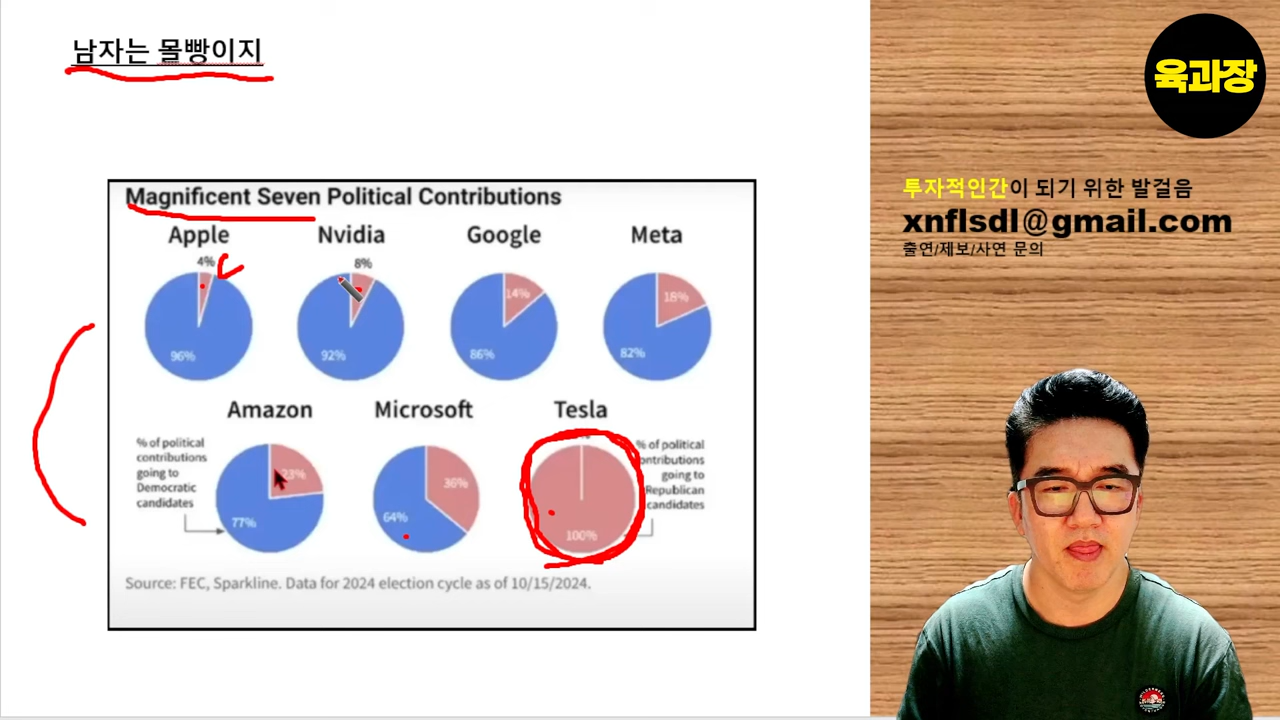 남자는 몰빵이지
육과장
투자적인간이 되기 위한 발걸음
xnflsdl@gmail.com
출연/제보/사연 문의
Magnificent Seven Political Contributions
Apple
Nvidia
Google
Meta
4%
96%
8%
92%
14%
86%
18%
82%
Amazon
Microsoft
Tesla
% of political
contributions
going to
Democratic
candidates
23%
77%
36%
64%
100%
% of political
contributions
going to
Republican
candidates
Source: FEC, Sparkline. Data for 2024 election cycle as of 10/15/2024.